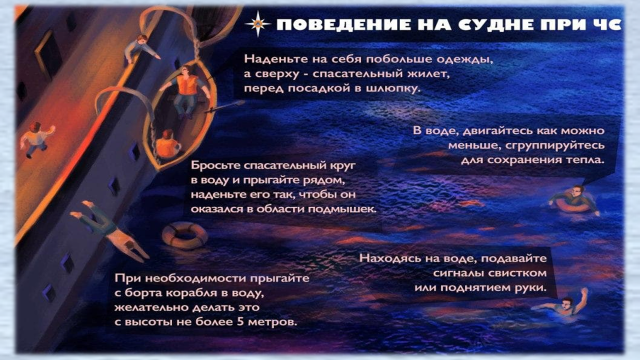 ПОВЕДЕНИЕ НА СУДНЕ ПРИ ЧС
Наденьте на себя побольше одежды,
а сверху - спасательный жилет,
перед посадкой в шлюпку.
В воде, двигайтесь как можно
меньше, сгруппируйтесь
для сохранения тепла.
Бросьте спасательный круг
в воду и прыгайте рядом,
наденьте его так, чтобы он
оказался в области подмышек.
Находясь на воде, подавайте
сигналы свистком
или поднятием руки.
При необходимости прыгайте
с борта корабля в воду,
желательно делать это
с высоты не более 5 метров.